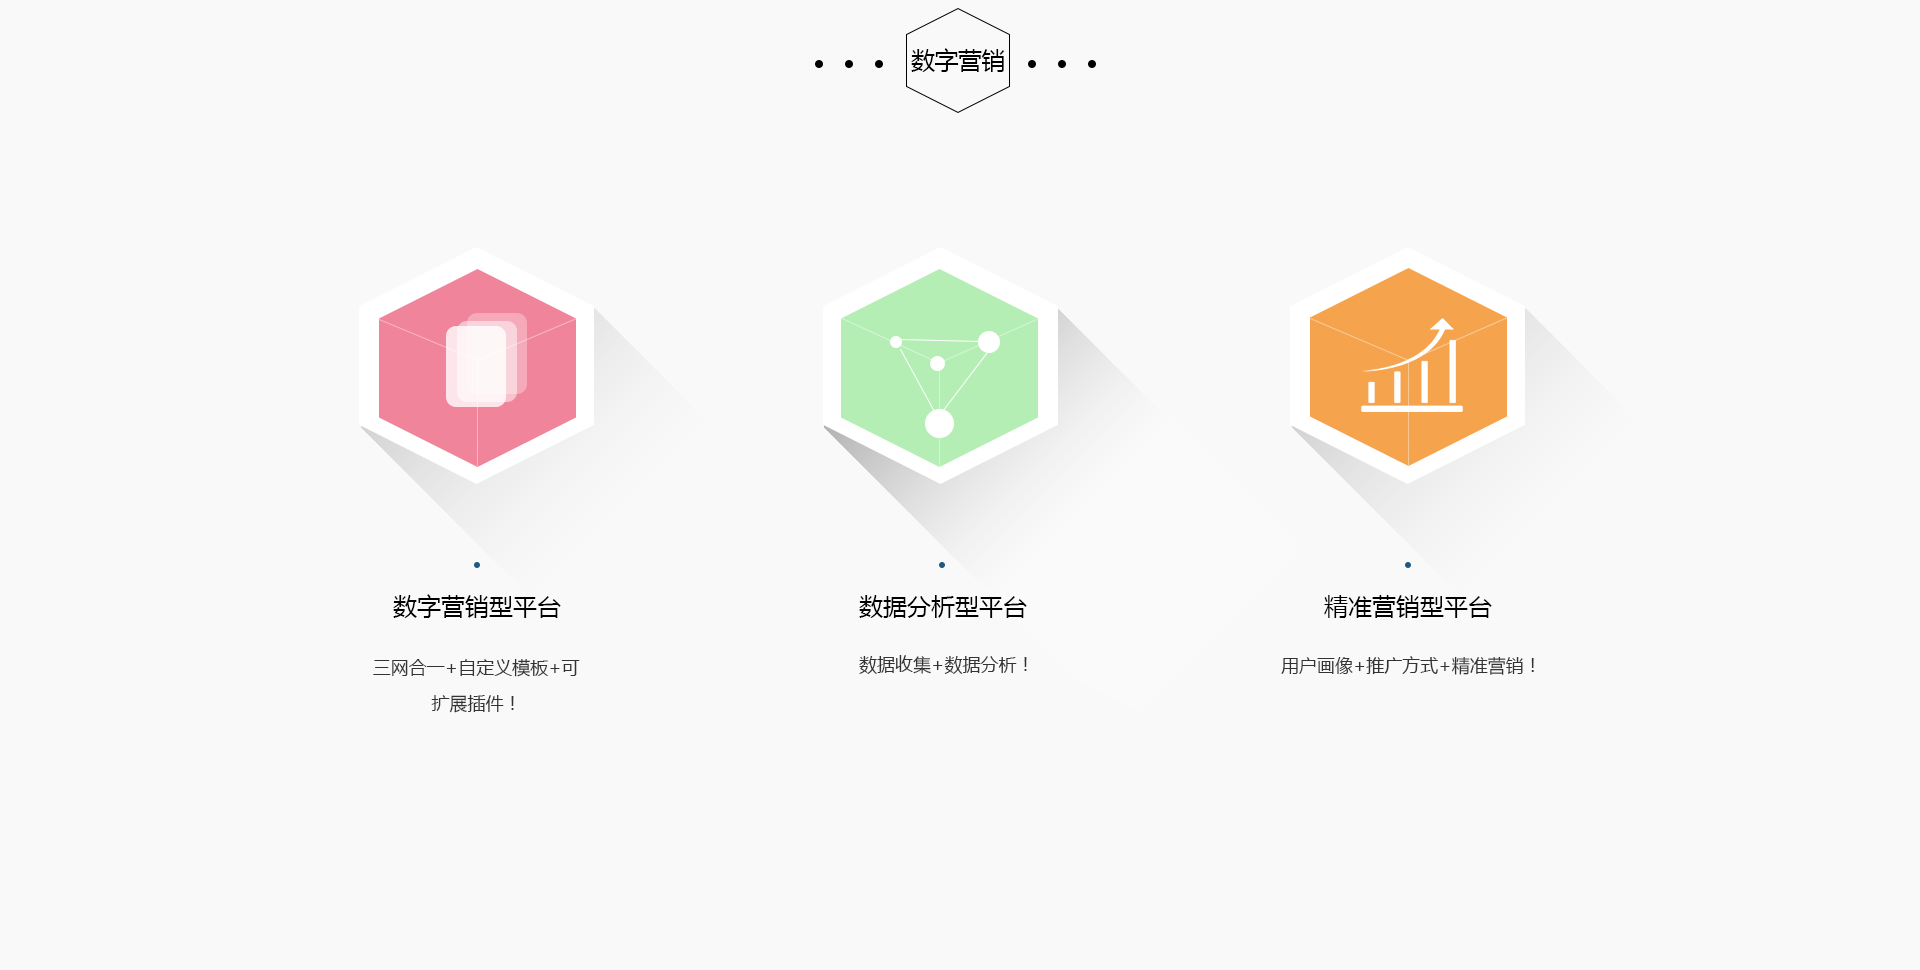 数字营销
数字营销型平台
三网合一+自定义模板+可
扩展插件！
数据分析型平台
数据收集+数据分析！
精准营销型平台
用户画像+推广方式+精准营销！